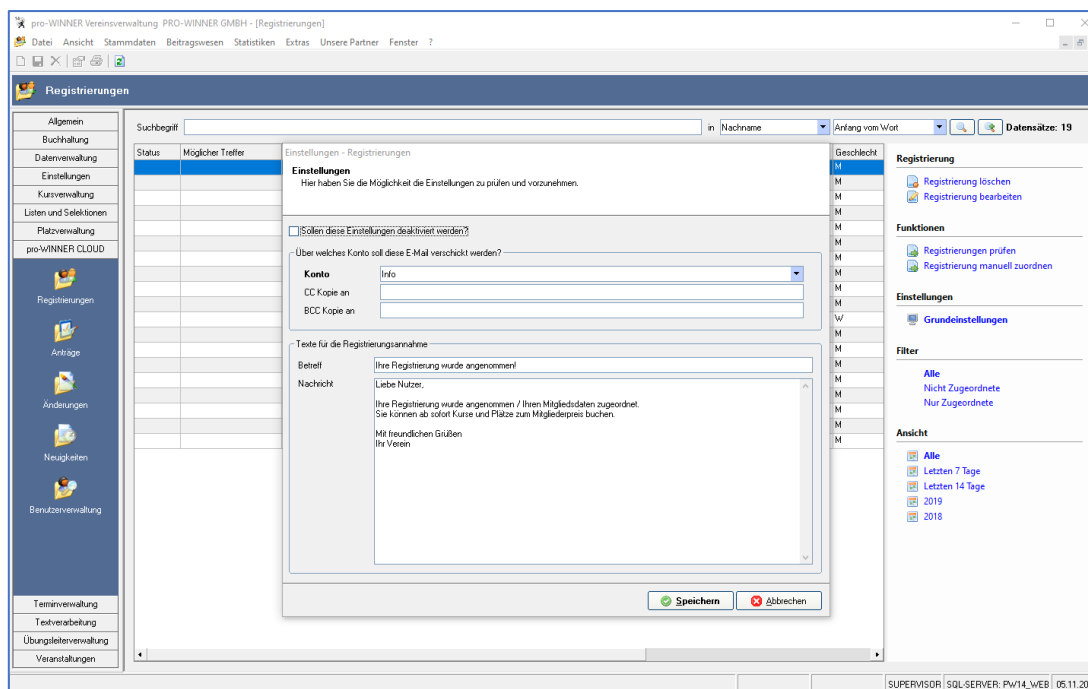 pro-WINNER Vereinsverwaltung PRO-WINNER GMBH - [Registrierungen]
Datei Ansicht Stammdaten Beitragswesen Statistiken Extras Unsere Partner Fenster ?
Registrierungen
Allgemein
Buchhaltung
Datenverwaltung
Einstellungen
Kursverwaltung
Listen und Selektionen
Platzverwaltung
pro-WINNER CLOUD
Registrierungen
Anträge
Änderungen
Neuigkeiten
Benutzerverwaltung
Terminverwaltung
Textverarbeitung
Übungsleiterverwaltung
Veranstaltungen
Suchbegriff in Nachname Anfang vom Wort Datensätze: 19
Status Möglicher Treffer Geschlecht
M
M
M
M
M
M
M
M
M
M
W
M
M
M
M
M
M
M
M
Einstellungen - Registrierungen
Einstellungen
Hier haben Sie die Möglichkeit die Einstellungen zu prüfen und vorzunehmen.
Sollen diese Einstellungen deaktiviert werden?
Über welches Konto soll diese E-Mail verschickt werden?
Konto Info
CC Kopie an
BCC Kopie an
Texte für die Registrierungsannahme
Betreff Ihre Registrierung wurde angenommen!
Nachricht Liebe Nutzer,
Ihre Registrierung wurde angenommen / Ihren Mitgliedsdaten zugeordnet.
Sie können ab sofort Kurse und Plätze zum Mitgliederpreis buchen.
Mit freundlichen Grüßen
Ihr Verein
Speichern Abbrechen
Registrierung
Registrierung löschen
Registrierung bearbeiten
Funktionen
Registrierungen prüfen
Registrierung manuell zuordnen
Einstellungen
Grundeinstellungen
Filter
Alle
Nicht Zugeordnete
Nur Zugeordnete
Ansicht
Alle
Letzten 7 Tage
Letzten 14 Tage
2019
2018
SUPERVISOR SQL-SERVER: PW14_WEB 05.11.20